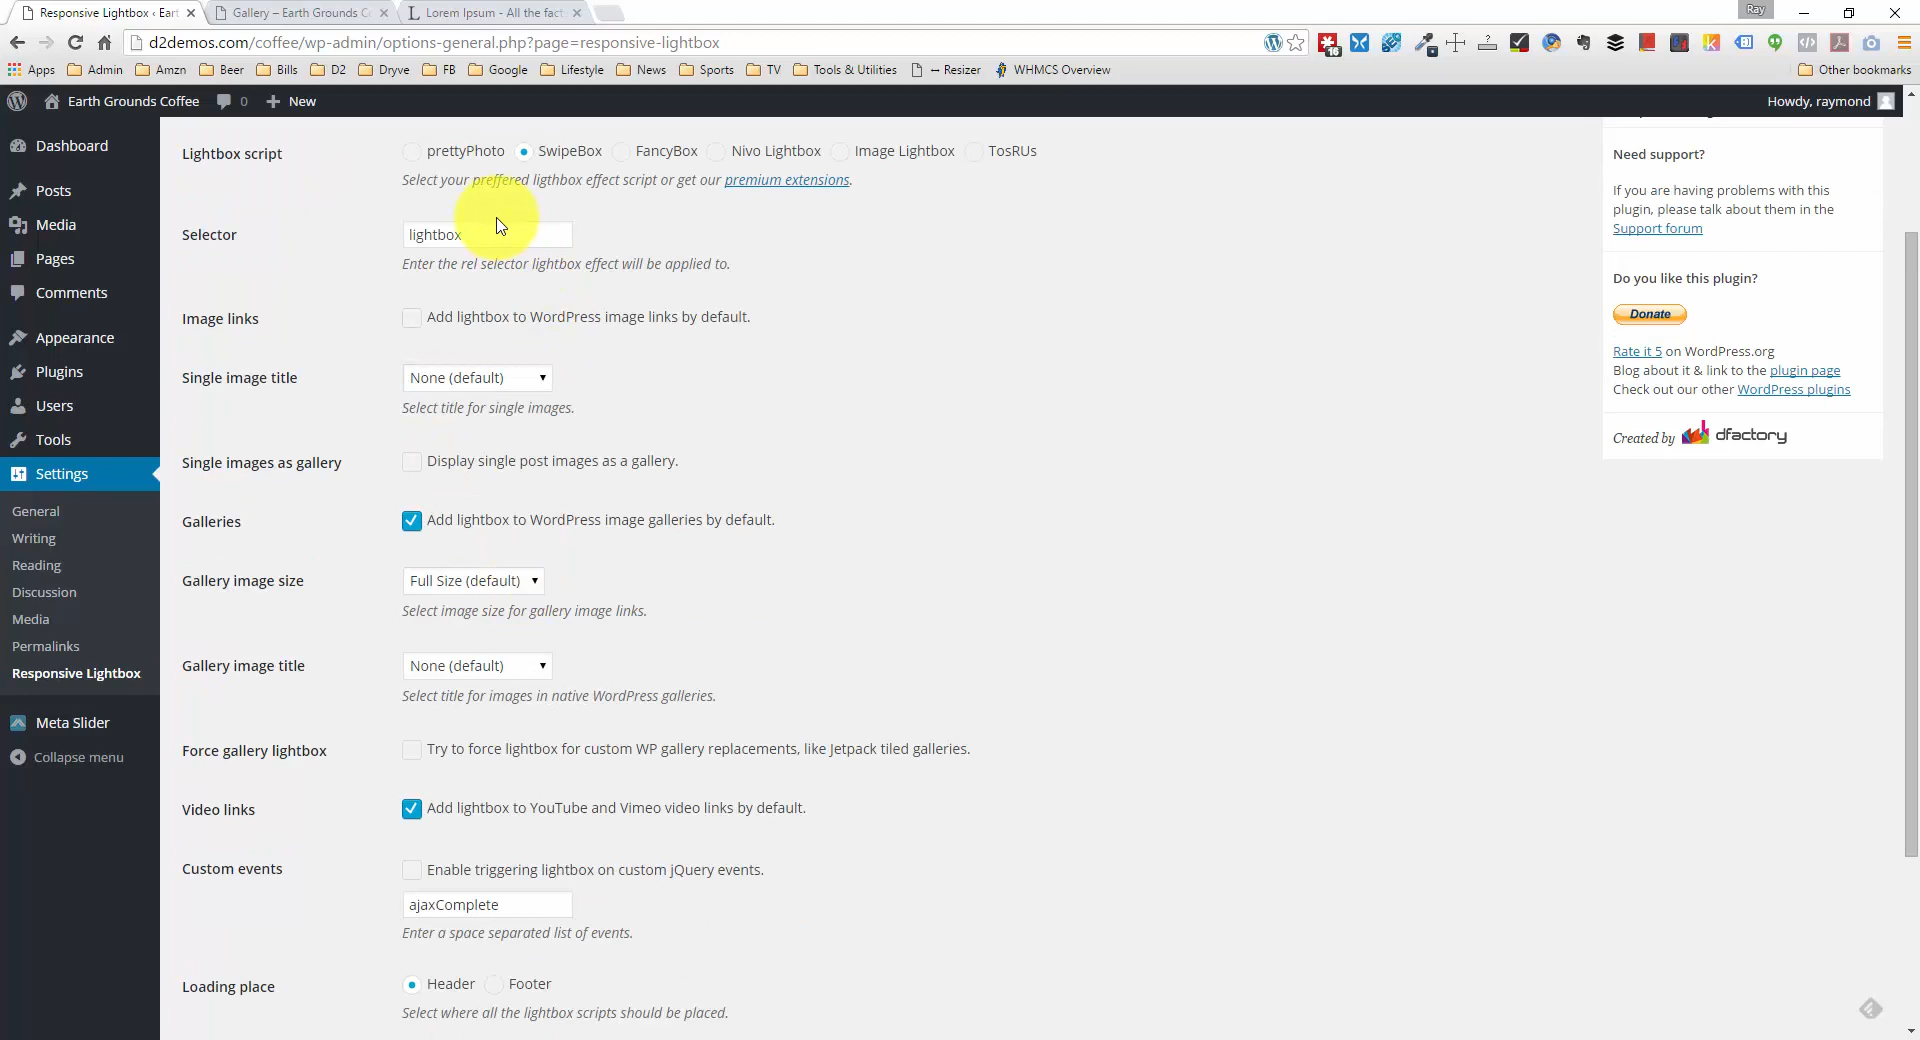 Responsive Lightbox ‹ Eart
Gallery – Earth Grounds C
Lorem Ipsum - All the fact
Ray
d2demos.com/coffee/wp-admin/options-general.php?page=responsive-lightbox
16
Apps Admin Amzn Beer Bills D2 Dryve FB Google Lifestyle News Sports TV Tools & Utilities ↔ Resizer WHMCS Overview Other bookmarks
Earth Grounds Coffee 0 + New
Howdy, raymond
Dashboard
Posts
Media
Pages
Comments
Appearance
Plugins
Users
Tools
Settings
General
Writing
Reading
Discussion
Media
Permalinks
Responsive Lightbox
Meta Slider
Collapse menu
Lightbox script
prettyPhoto SwipeBox FancyBox Nivo Lightbox Image Lightbox TosRUs
Select your preffered ligthbox effect script or get our premium extensions.
Selector
lightbox
Enter the rel selector lightbox effect will be applied to.
Image links
Add lightbox to WordPress image links by default.
Single image title
None (default)
Select title for single images.
Single images as gallery
Display single post images as a gallery.
Galleries
Add lightbox to WordPress image galleries by default.
Gallery image size
Full Size (default)
Select image size for gallery image links.
Gallery image title
None (default)
Select title for images in native WordPress galleries.
Force gallery lightbox
Try to force lightbox for custom WP gallery replacements, like Jetpack tiled galleries.
Video links
Add lightbox to YouTube and Vimeo video links by default.
Custom events
Enable triggering lightbox on custom jQuery events.
ajaxComplete
Enter a space separated list of events.
Loading place
Header Footer
Select where all the lightbox scripts should be placed.
Need support?
If you are having problems with this
plugin, please talk about them in the
Support forum
Do you like this plugin?
Donate
Rate it 5 on WordPress.org
Blog about it & link to the plugin page
Check out our other WordPress plugins
Created by dfactory